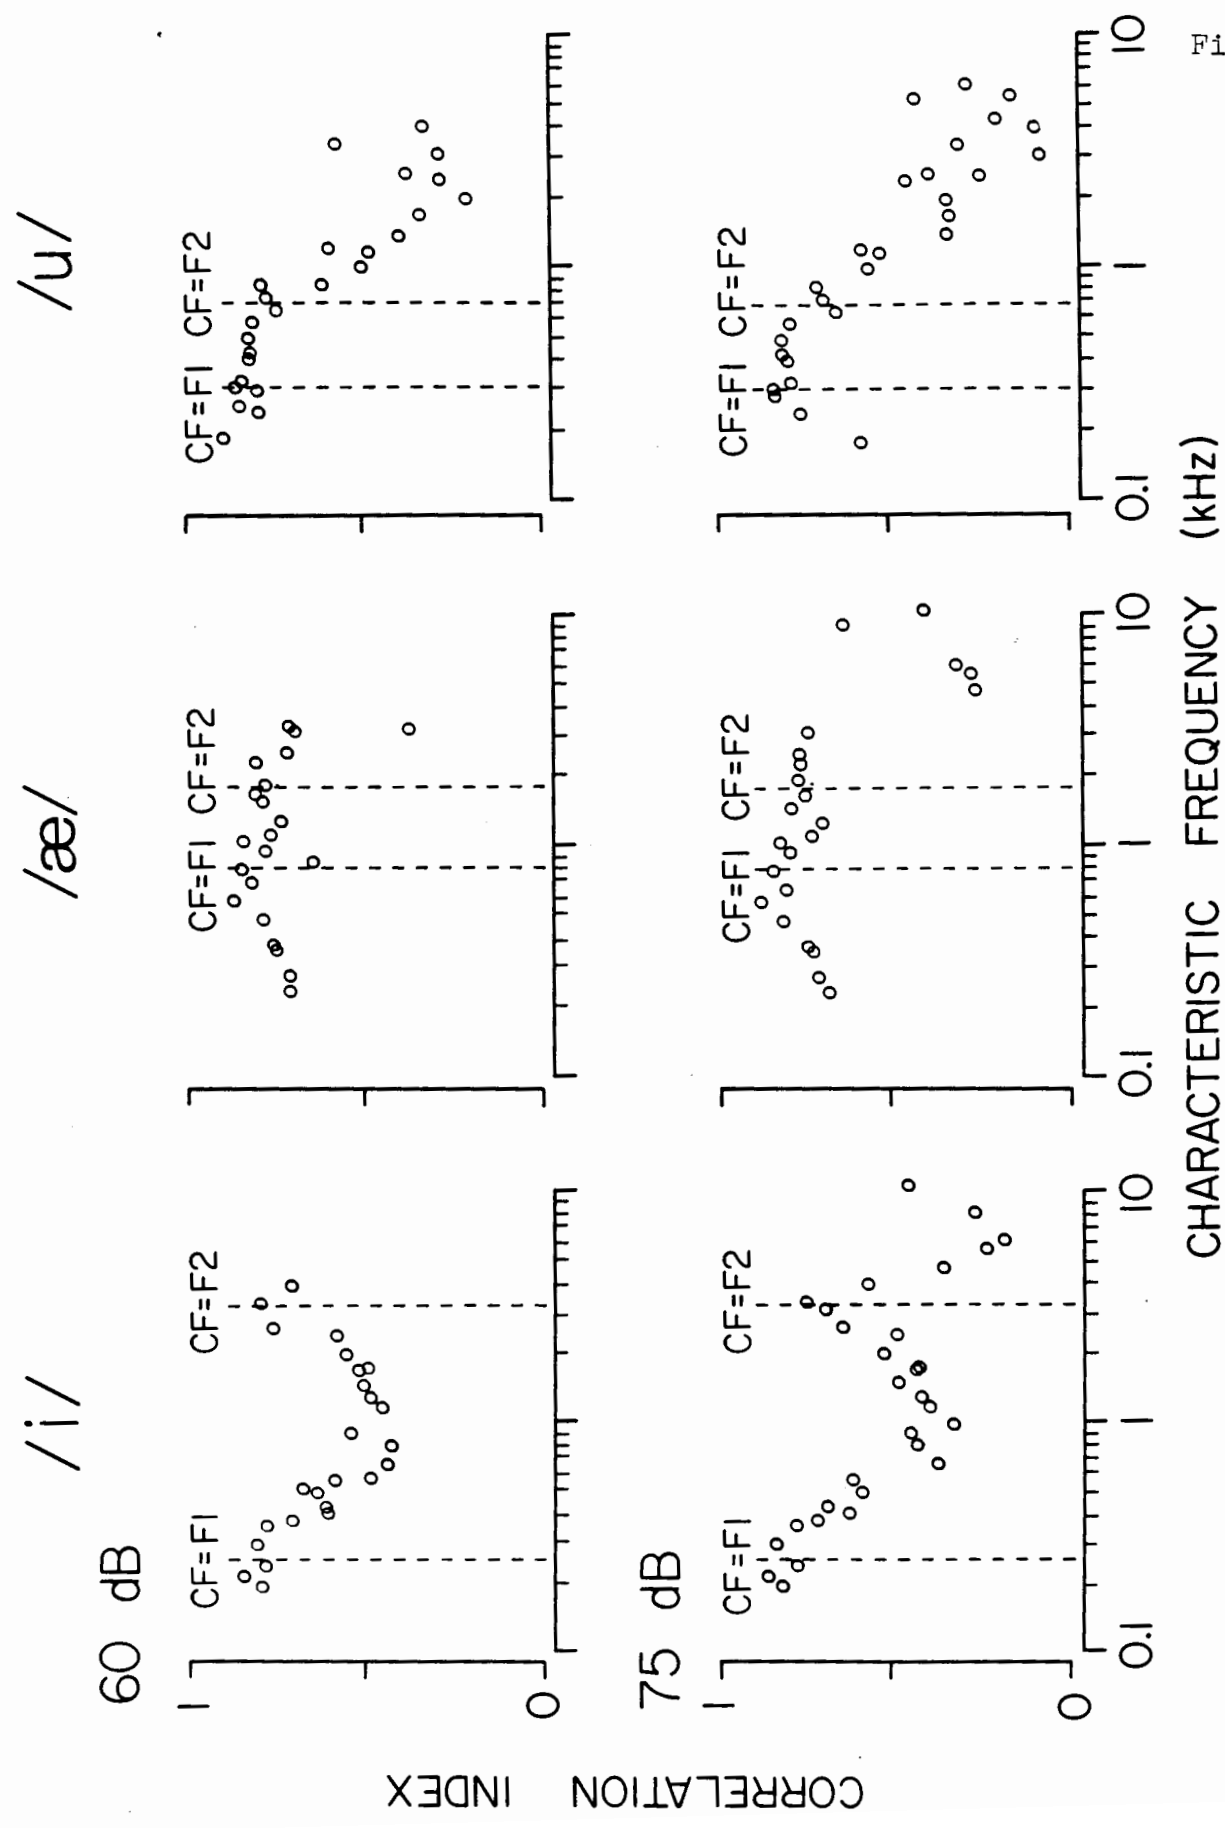 /i/ /æ/ /u/
60 dB
CF=F1 CF=F2 CF=F1 CF=F2 CF=F1 CF=F2
1
0
75 dB
CF=F1 CF=F2 CF=F1 CF=F2 CF=F1 CF=F2
1
0
0.1 1 10 0.1 1 10 0.1 1 10
CORRELATION INDEX
CHARACTERISTIC FREQUENCY (kHz)
Fi